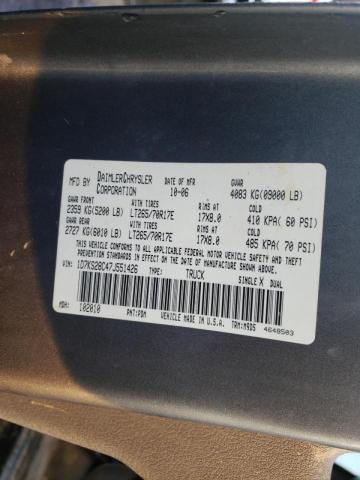 MFD BY DAIMLERCHRYSLER CORPORATION DATE OF MFR 10-06 GVWR 4083 KG(09000 LB)
GAWR FRONT WITH TIRES RIMS AT COLD
2359 KG(5200 LB) LT265/70R17E 17X8.0 410 KPA( 60 PSI)
GAWR REAR WITH TIRES RIMS AT COLD
2727 KG(6010 LB) LT265/70R17E 17X8.0 485 KPA( 70 PSI)
THIS VEHICLE CONFORMS TO ALL APPLICABLE FEDERAL MOTOR VEHICLE SAFETY AND THEFT
PREVENTION STANDARDS IN EFFECT ON THE DATE OF MANUFACTURE SHOWN ABOVE.
VIN: 1D7KS28C47J551426 TYPE: TRUCK SINGLE X DUAL
MDH: 102010 PNT: PDM VEHICLE MADE IN U.S.A. TRM: M9D5 4648503